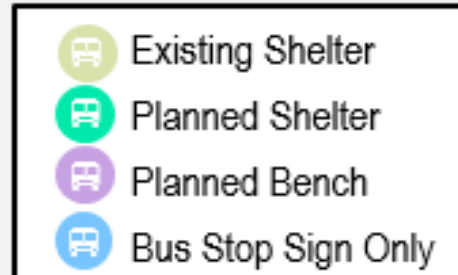 Existing Shelter
Planned Shelter
Planned Bench
Bus Stop Sign Only